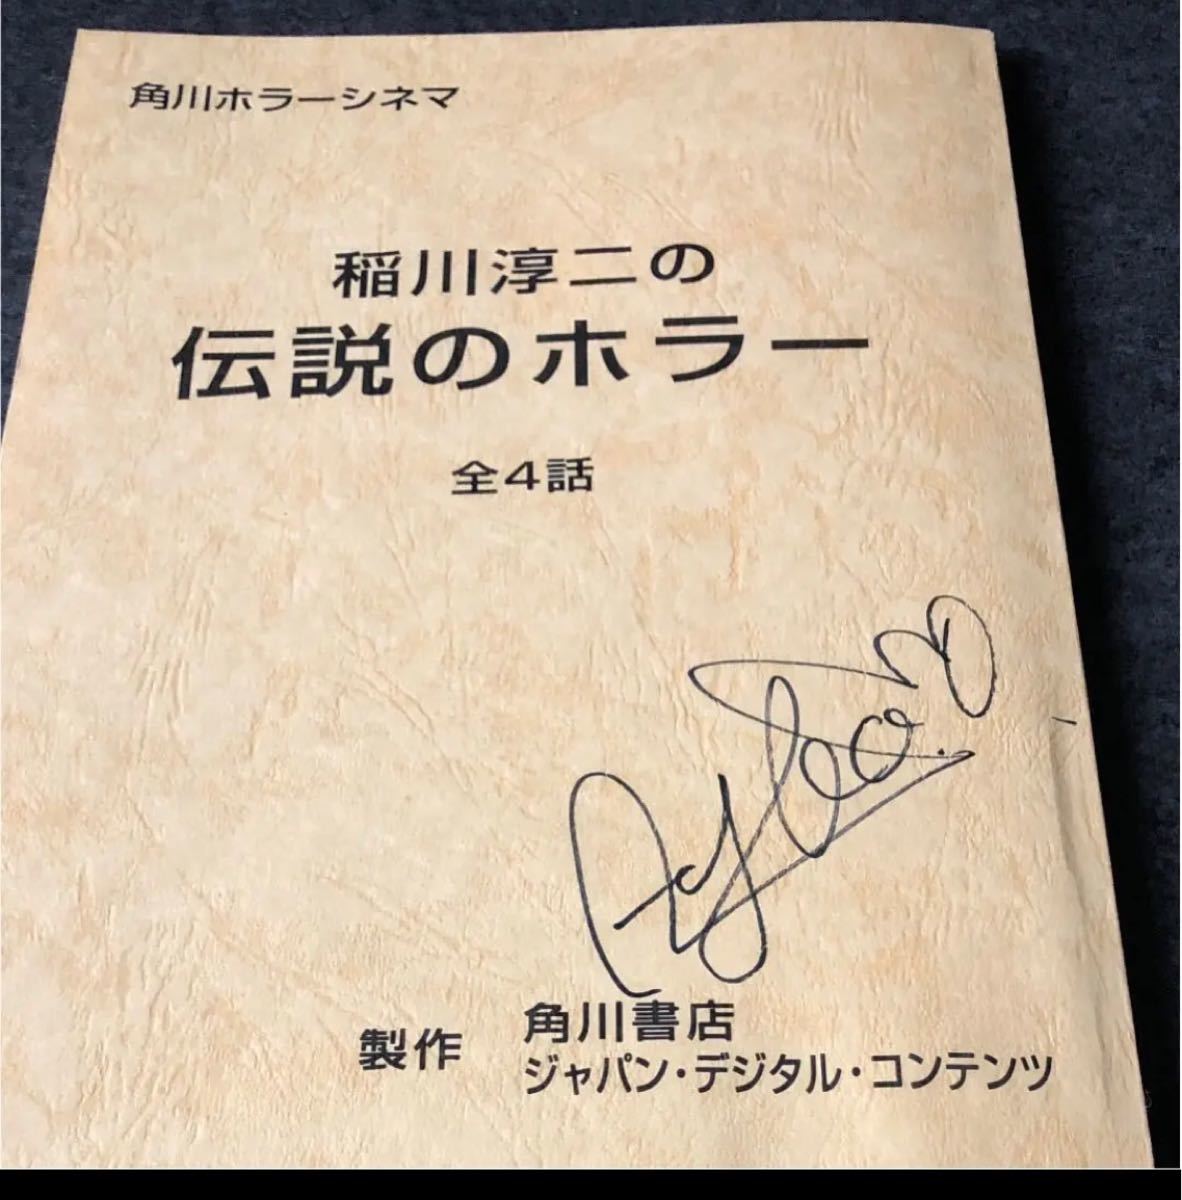 角川ホラーシネマ
稲川淳二の
伝説のホラー
全4話
製作 角川書店
ジャパン・デジタル・コンテンツ